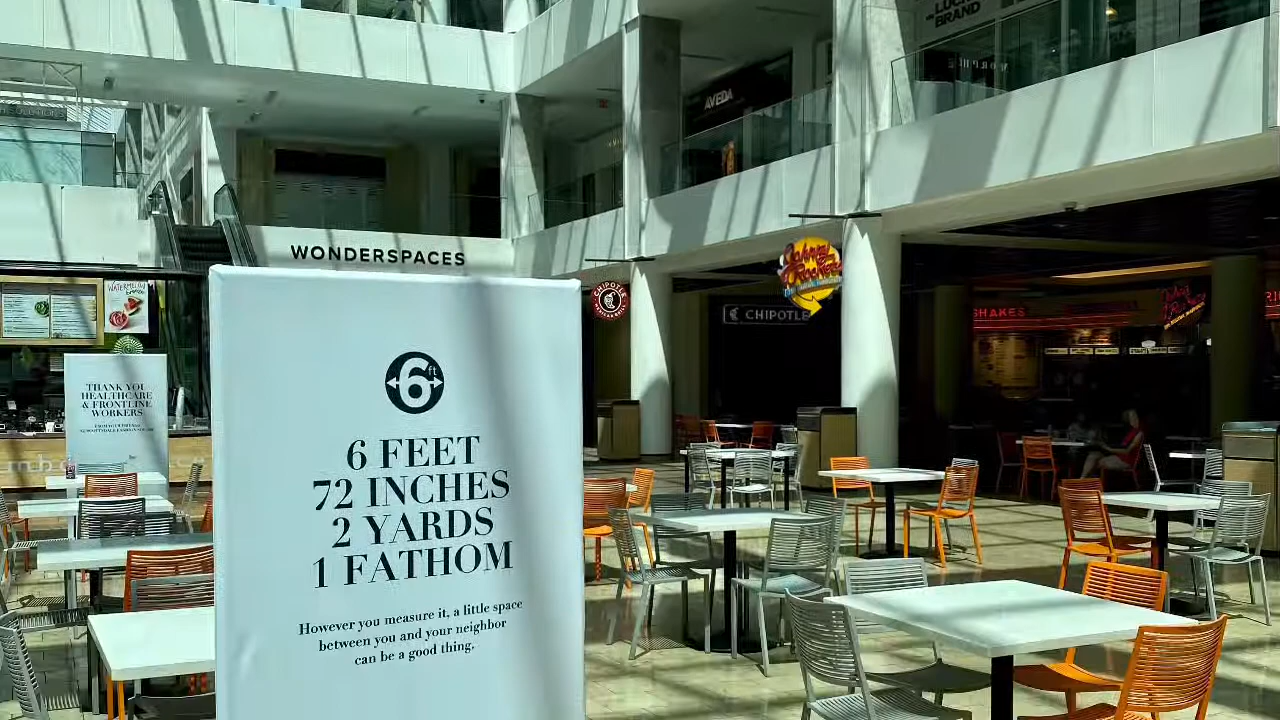 LUCKY
BRAND
AVEDA
WONDERSPACES
CHIPOTLE
Johnny
Rockets
CHIPOTLE
SHAKES
WATERMELON
THANK YOU
HEALTHCARE
& FRONTLINE
WORKERS
6 ft
6 FEET
72 INCHES
2 YARDS
1 FATHOM
However you measure it, a little space
between you and your neighbor
can be a good thing.